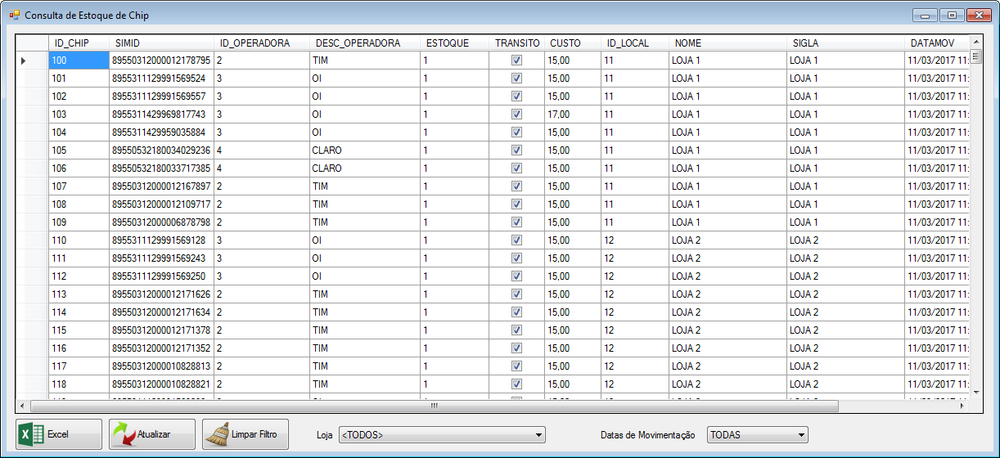 Consulta de Estoque de Chip
ID_CHIP SIMID ID_OPERADORA DESC_OPERADORA ESTOQUE TRANSITO CUSTO ID_LOCAL NOME SIGLA DATAMOV
100 89550312000012178795 2 TIM 1 15,00 11 LOJA 1 LOJA 1 11/03/2017 11:
101 8955311129991569524 3 OI 1 15,00 11 LOJA 1 LOJA 1 11/03/2017 11:
102 8955311129991569557 3 OI 1 15,00 11 LOJA 1 LOJA 1 11/03/2017 11:
103 8955311429969817743 3 OI 1 17,00 11 LOJA 1 LOJA 1 11/03/2017 11:
104 8955311429959035884 3 OI 1 15,00 11 LOJA 1 LOJA 1 11/03/2017 11:
105 89550532180034029236 4 CLARO 1 15,00 11 LOJA 1 LOJA 1 11/03/2017 11:
106 89550532180033717385 4 CLARO 1 15,00 11 LOJA 1 LOJA 1 11/03/2017 11:
107 89550312000012167897 2 TIM 1 15,00 11 LOJA 1 LOJA 1 11/03/2017 11:
108 89550312000012109717 2 TIM 1 15,00 11 LOJA 1 LOJA 1 11/03/2017 11:
109 89550312000006878798 2 TIM 1 15,00 11 LOJA 1 LOJA 1 11/03/2017 11:
110 8955311129991569128 3 OI 1 15,00 12 LOJA 2 LOJA 2 11/03/2017 11:
111 8955311129991569243 3 OI 1 15,00 12 LOJA 2 LOJA 2 11/03/2017 11:
112 8955311129991569250 3 OI 1 15,00 12 LOJA 2 LOJA 2 11/03/2017 11:
113 89550312000012171626 2 TIM 1 15,00 12 LOJA 2 LOJA 2 11/03/2017 11:
114 89550312000012171634 2 TIM 1 15,00 12 LOJA 2 LOJA 2 11/03/2017 11:
115 89550312000012171378 2 TIM 1 15,00 12 LOJA 2 LOJA 2 11/03/2017 11:
116 89550312000012171352 2 TIM 1 15,00 12 LOJA 2 LOJA 2 11/03/2017 11:
117 89550312000010828813 2 TIM 1 15,00 12 LOJA 2 LOJA 2 11/03/2017 11:
118 89550312000010828821 2 TIM 1 15,00 12 LOJA 2 LOJA 2 11/03/2017 11:
Excel Atualizar Limpar Filtro Loja <TODOS> Datas de Movimentação TODAS